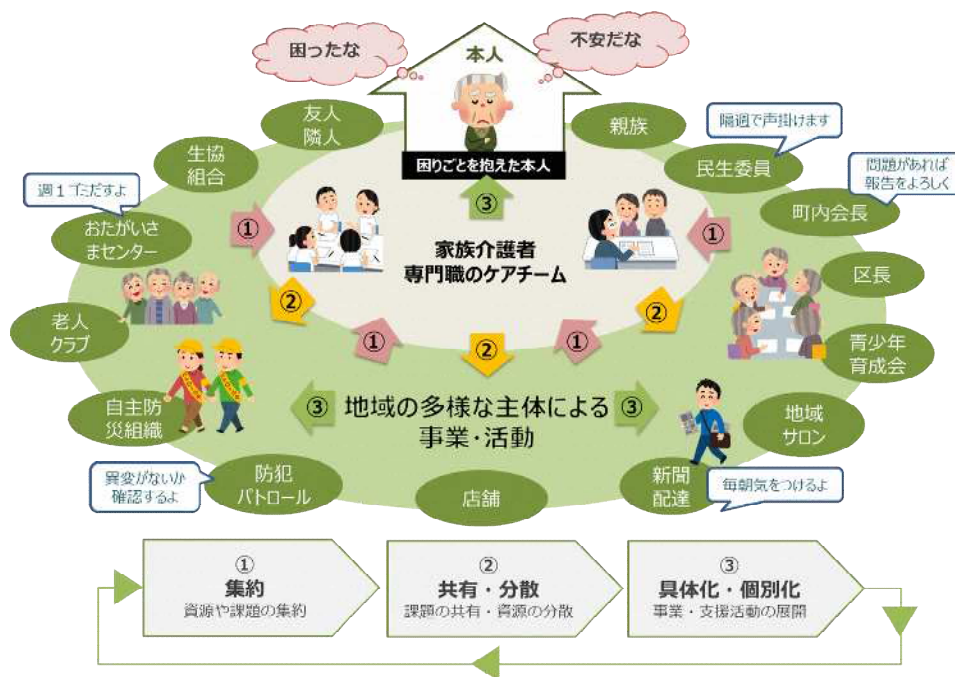 困ったな
不安だな
本人
困りごとを抱えた本人
友人
隣人
親族
隔週で声掛けます
生協
組合
民生委員
問題があれば
報告をよろしく
週１ゴミだすよ
町内会長
おたがいさ
まセンター
①
③
①
家族介護者
専門職のケアチーム
区長
②
②
老人
クラブ
①
②
①
青少年
育成会
自主防
災組織
③
地域の多様な主体による
事業・活動
③
地域
サロン
異変がないか
確認するよ
防犯
パトロール
店舗
新聞
配達
毎朝気をつけるよ
①
集約
資源や課題の集約
②
共有・分散
課題の共有・資源の分散
③
具体化・個別化
事業・支援活動の展開